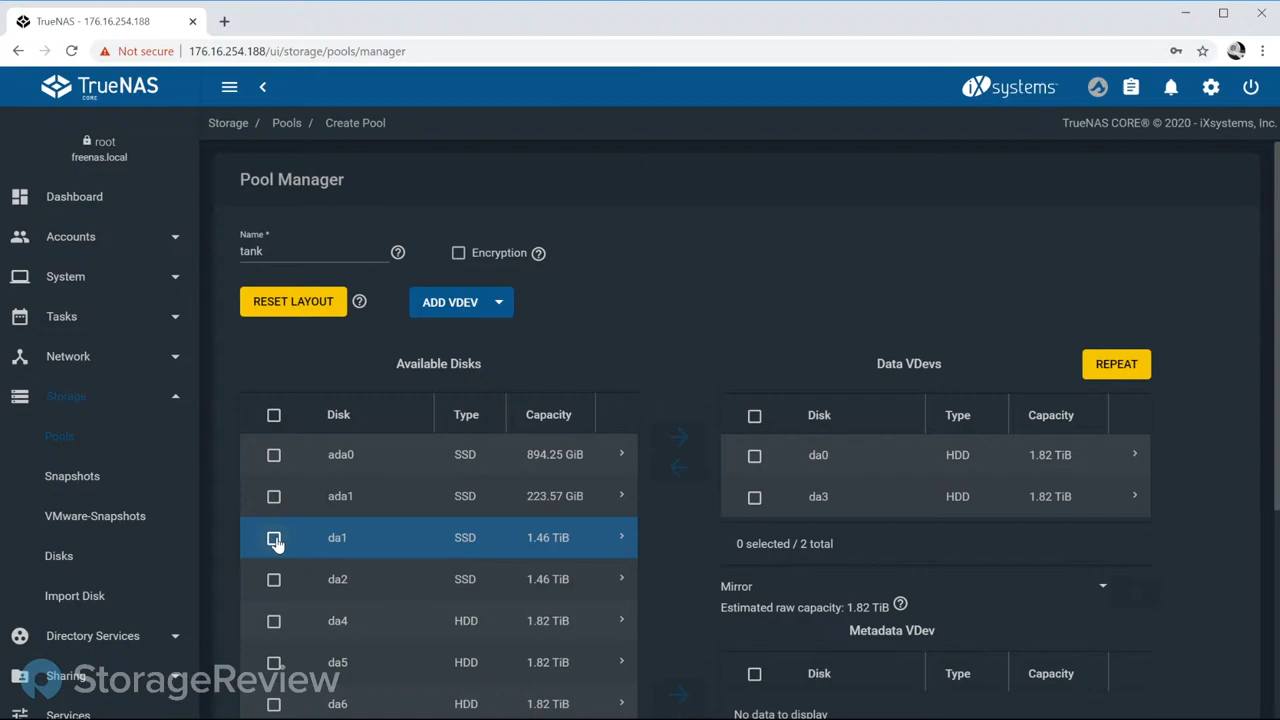 TrueNAS - 176.16.254.188
Not secure
176.16.254.188/ui/storage/pools/manager
TrueNAS
CORE
iXsystems
root
freenas.local
Storage / Pools / Create Pool
TrueNAS CORE® © 2020 - iXsystems, Inc.
Dashboard
Accounts
System
Tasks
Network
Storage
Pools
Snapshots
VMware-Snapshots
Disks
Import Disk
Directory Services
Sharing
Services
Pool Manager
Name *
tank
Encryption
RESET LAYOUT
ADD VDEV
Available Disks
Disk Type Capacity
ada0 SSD 894.25 GiB
ada1 SSD 223.57 GiB
da1 SSD 1.46 TiB
da2 SSD 1.46 TiB
da4 HDD 1.82 TiB
da5 HDD 1.82 TiB
da6 HDD 1.82 TiB
Data VDevs
REPEAT
Disk Type Capacity
da0 HDD 1.82 TiB
da3 HDD 1.82 TiB
0 selected / 2 total
Mirror
Estimated raw capacity: 1.82 TiB
Metadata VDev
Disk Type Capacity
No data to display
StorageReview